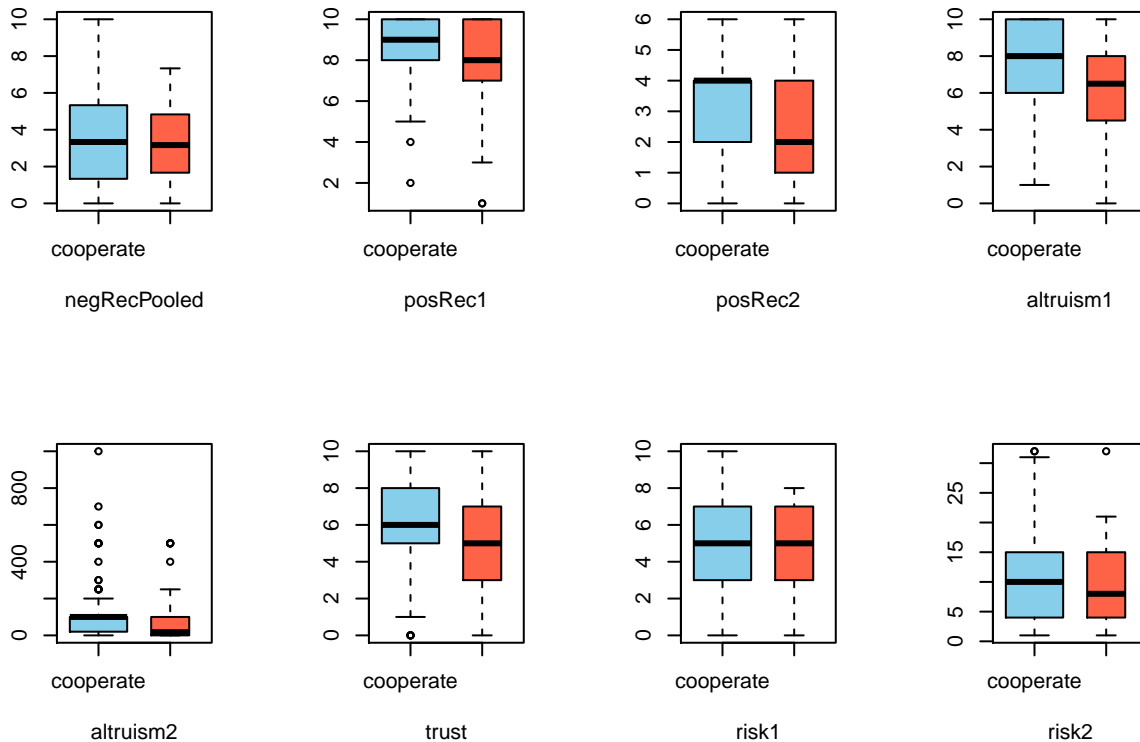 0 2 4 6 8 10
cooperate
negRecPooled
2 4 6 8 10
cooperate
posRec1
0 1 2 3 4 5 6
cooperate
posRec2
0 2 4 6 8 10
cooperate
altruism1
0 400 800
cooperate
altruism2
0 2 4 6 8 10
cooperate
trust
0 2 4 6 8 10
cooperate
risk1
0 5 15 25
cooperate
risk2